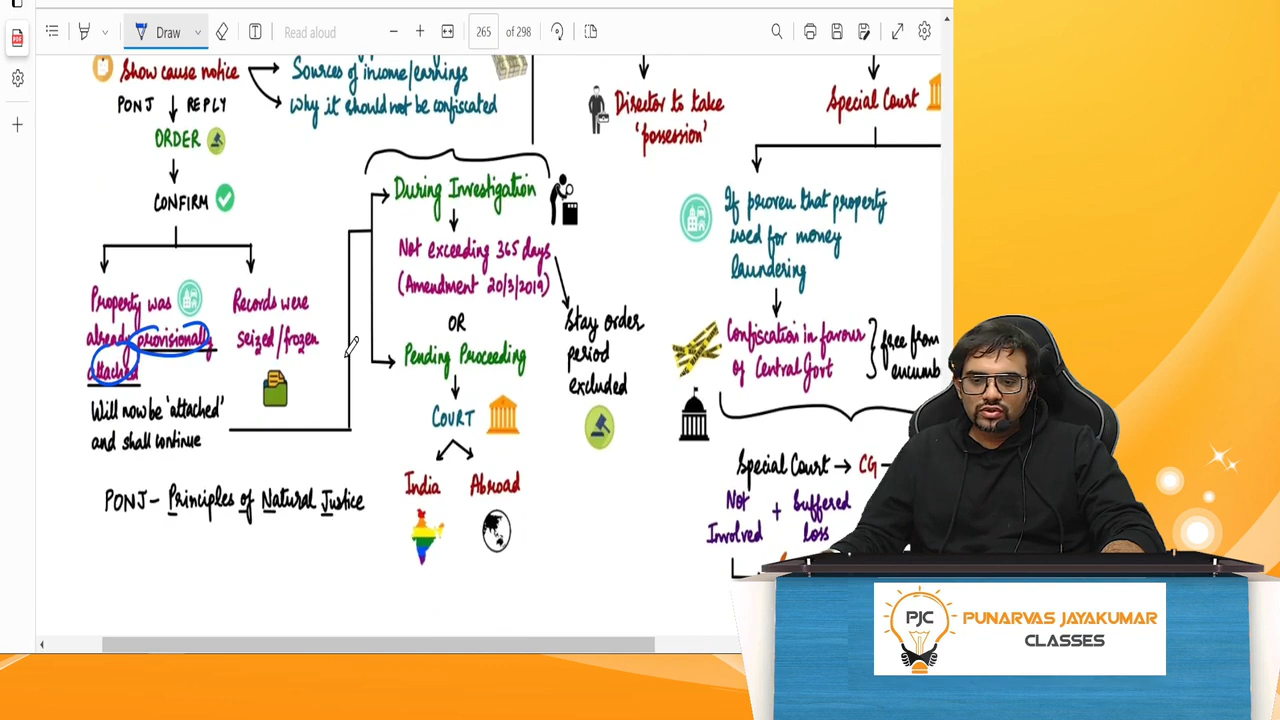 Draw
Read aloud
265
of 298
Show cause notice
Sources of income/earnings
Why it should not be confiscated
PONJ
REPLY
ORDER
CONFIRM
Property was
already provisionally
attached
Records were
seized/frozen
Will now be 'attached'
and shall continue
PONJ - Principles of Natural Justice
During Investigation
Not exceeding 365 days
(Amendment 20/3/2019)
OR
Pending Proceeding
COURT
India
Abroad
Stay order
period
excluded
Director to take
'possession'
Special Court
If proven that property
used for money
laundering
Confiscation in favour
of Central Govt
free from
encumb
Special Court → CG
Not
Involved
+
Suffered
loss
PJC
PUNARVAS JAYAKUMAR
CLASSES